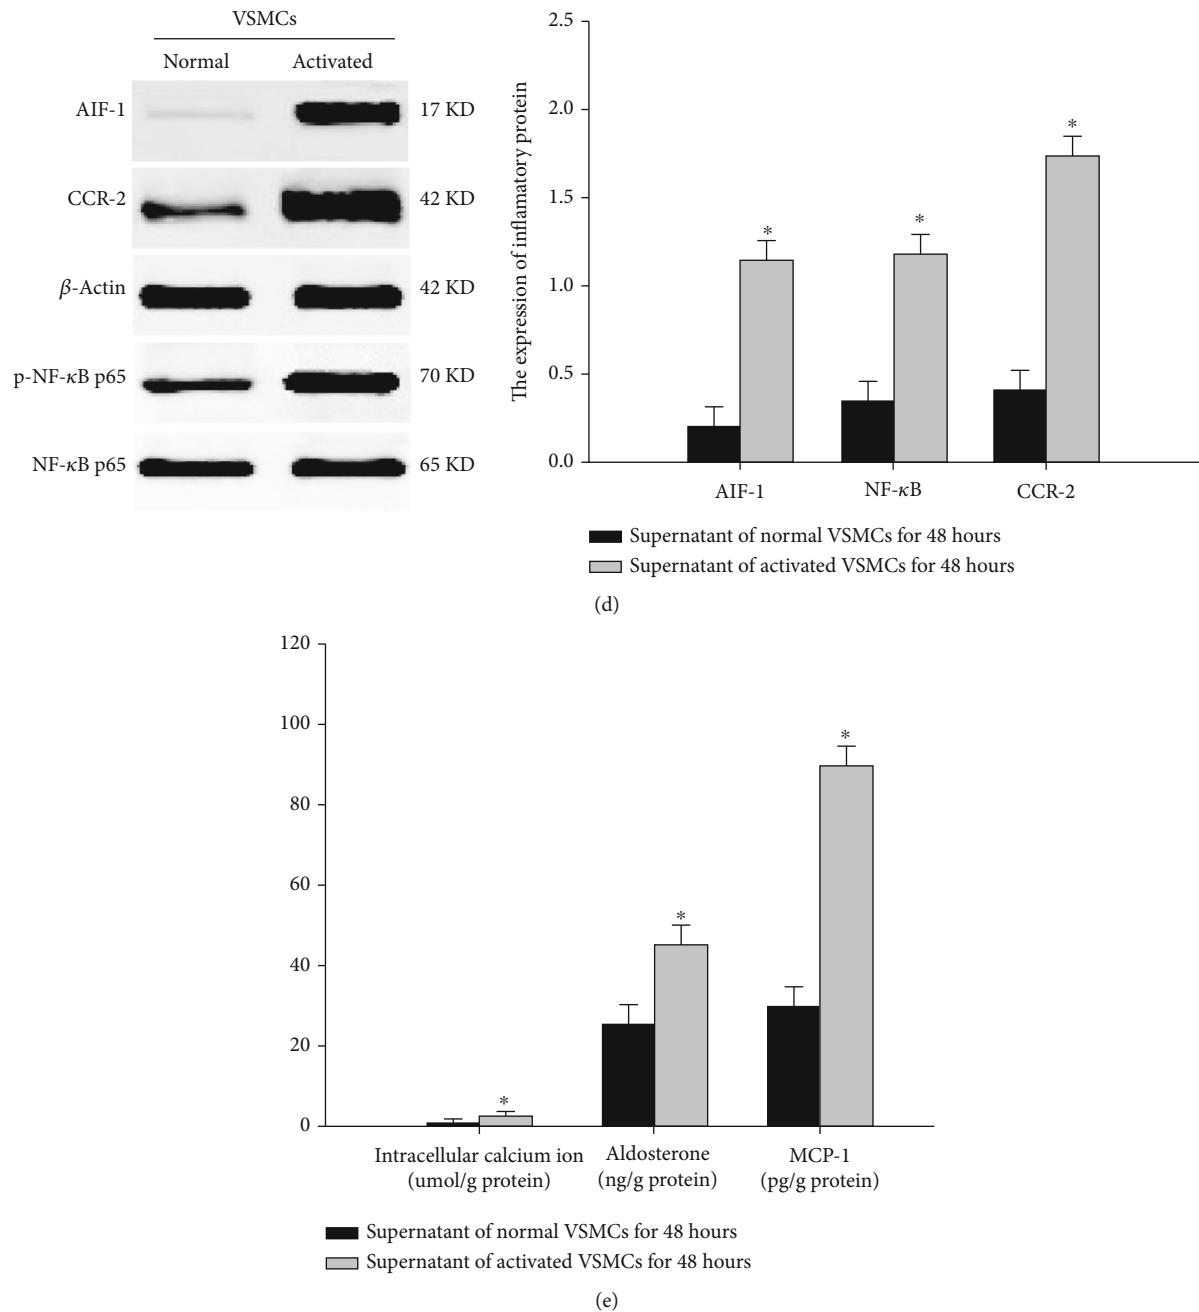 VSMCs
Normal Activated
AIF-1 17 KD
CCR-2 42 KD
β-Actin 42 KD
p-NF-κB p65 70 KD
NF-κB p65 65 KD
The expression of inflamatory protein
2.5
2.0
1.5
1.0
0.5
0.0
*
*
*
AIF-1 NF-κB CCR-2
Supernatant of normal VSMCs for 48 hours
Supernatant of activated VSMCs for 48 hours
(d)
120
100
80
60
40
20
0
*
*
*
Intracellular calcium ion
(umol/g protein)
Aldosterone
(ng/g protein)
MCP-1
(pg/g protein)
Supernatant of normal VSMCs for 48 hours
Supernatant of activated VSMCs for 48 hours
(e)